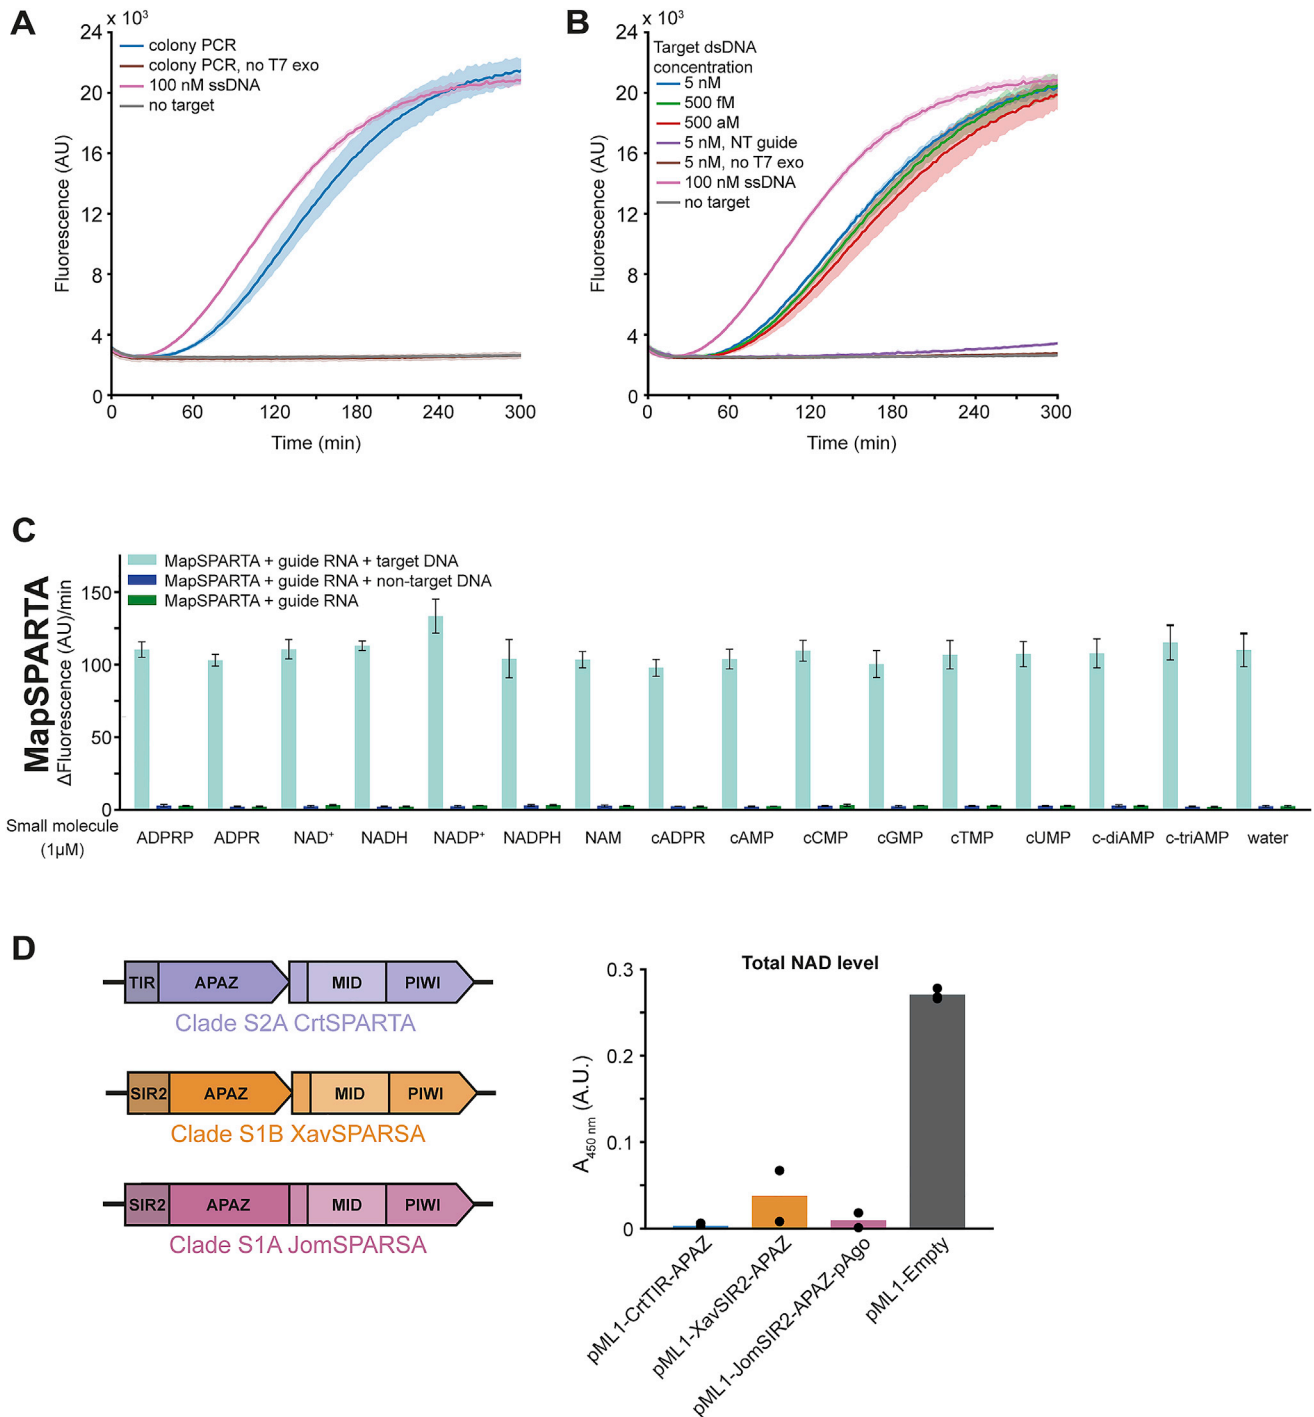 A
x 10³
24
20
16
12
8
4
0
Fluorescence (AU)
colony PCR
colony PCR, no T7 exo
100 nM ssDNA
no target
0 60 120 180 240 300
Time (min)
B
x 10³
24
20
16
12
8
4
0
Fluorescence (AU)
Target dsDNA
concentration
5 nM
500 fM
500 aM
5 nM, NT guide
5 nM, no T7 exo
100 nM ssDNA
no target
0 60 120 180 240 300
Time (min)
C
MapSPARTA
ΔFluorescence (AU)/min
MapSPARTA + guide RNA + target DNA
MapSPARTA + guide RNA + non-target DNA
MapSPARTA + guide RNA
150
100
50
0
Small molecule
(1µM)
ADPRP ADPR NAD⁺ NADH NADP⁺ NADPH NAM cADPR cAMP cCMP cGMP cTMP cUMP c-diAMP c-triAMP water
D
TIR APAZ MID PIWI
Clade S2A CrtSPARTA
SIR2 APAZ MID PIWI
Clade S1B XavSPARSA
SIR2 APAZ MID PIWI
Clade S1A JomSPARSA
Total NAD level
0.3
0.2
0.1
0
A450 nm (A.U.)
pML1-CrtTIR-APAZ
pML1-XavSIR2-APAZ
pML1-JomSIR2-APAZ-pAgo
pML1-Empty